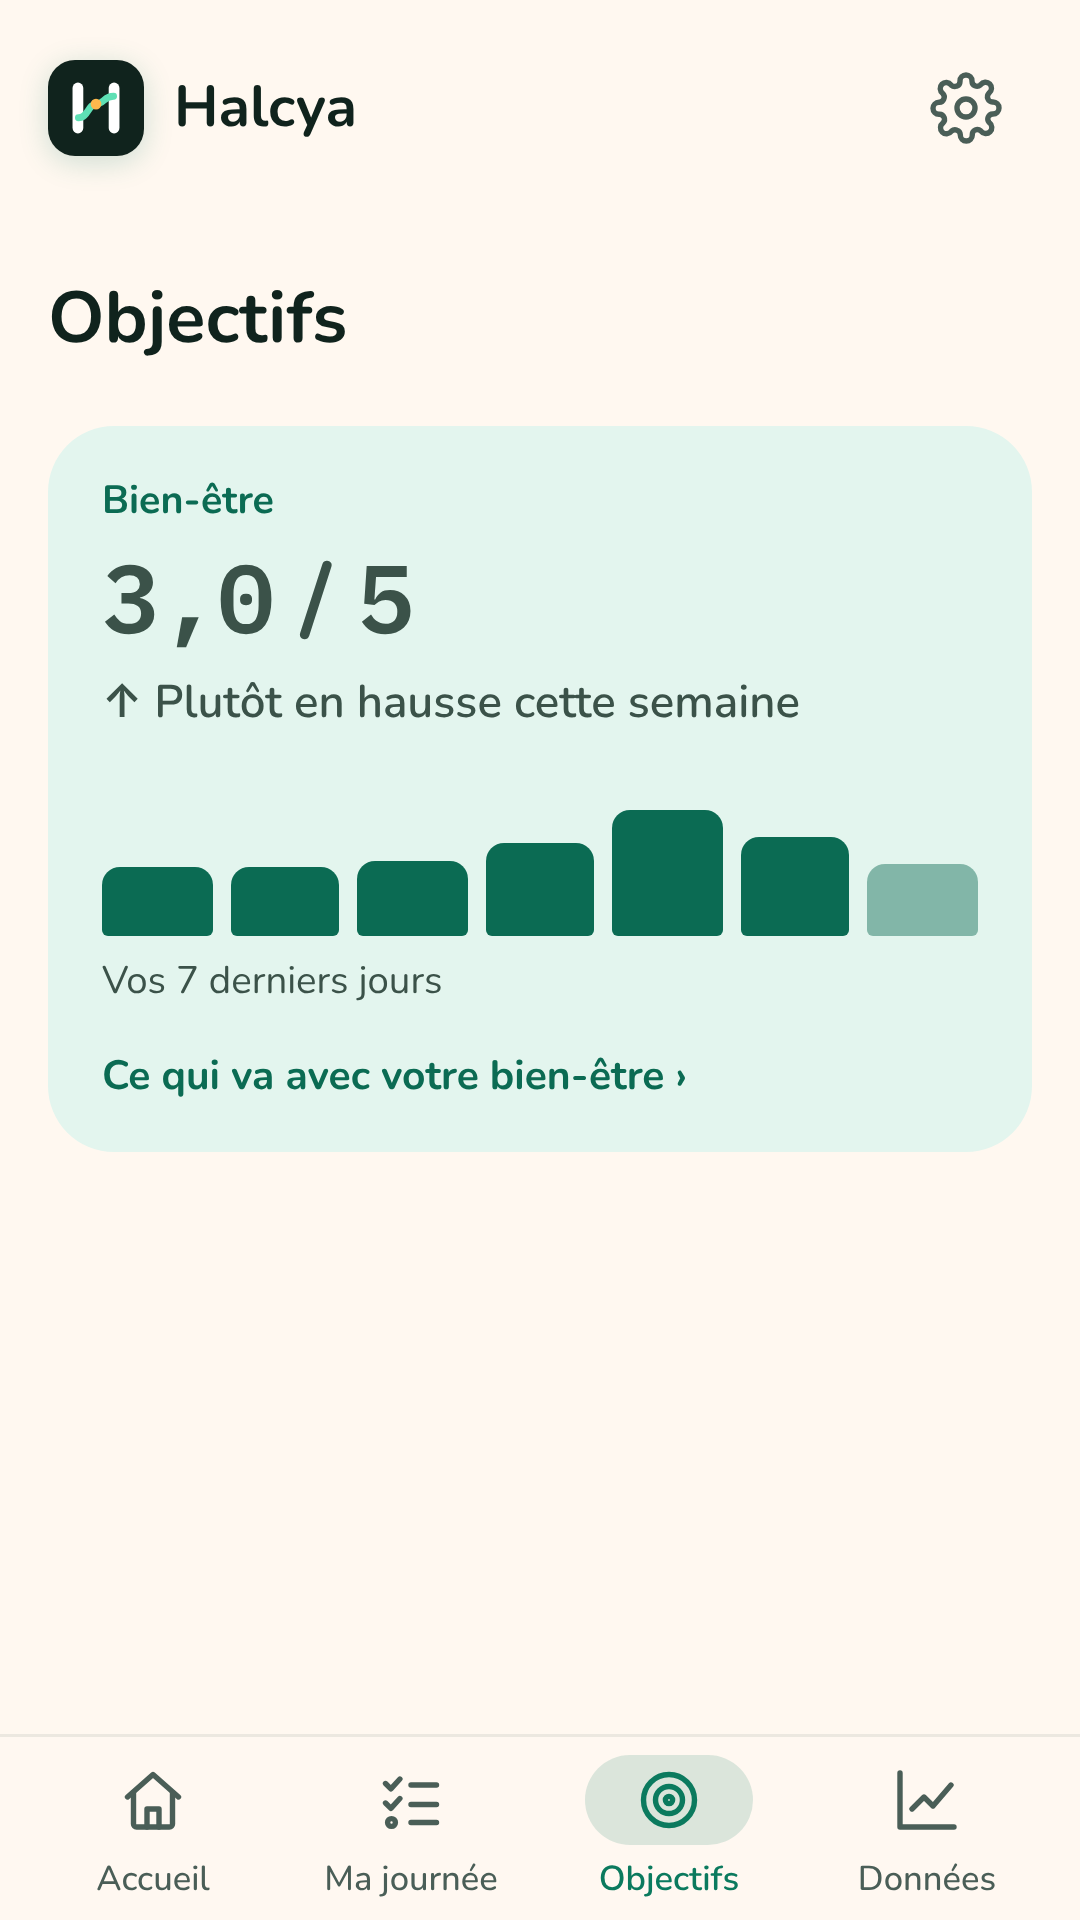 Halcya
Objectifs
Bien-être
3,0 / 5
↑ Plutôt en hausse cette semaine
Vos 7 derniers jours
Ce qui va avec votre bien-être ›
Accueil
Ma journée
Objectifs
Données